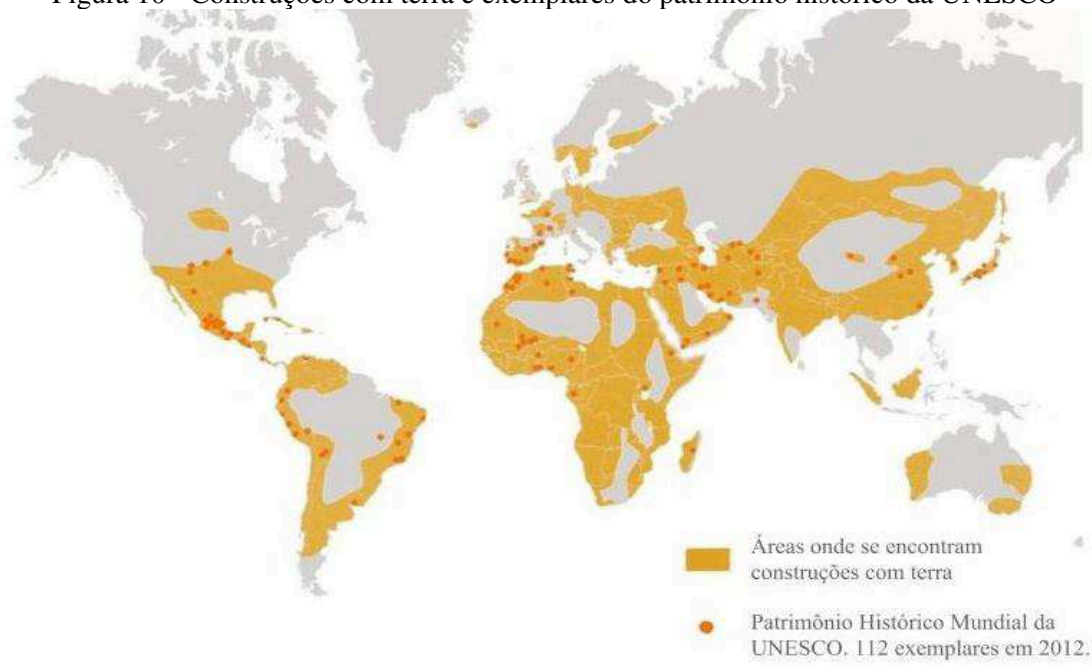 Figura 10 - Construções com terra e exemplares do patrimônio histórico da UNESCO
Áreas onde se encontram
construções com terra
Patrimônio Histórico Mundial da
UNESCO. 112 exemplares em 2012.